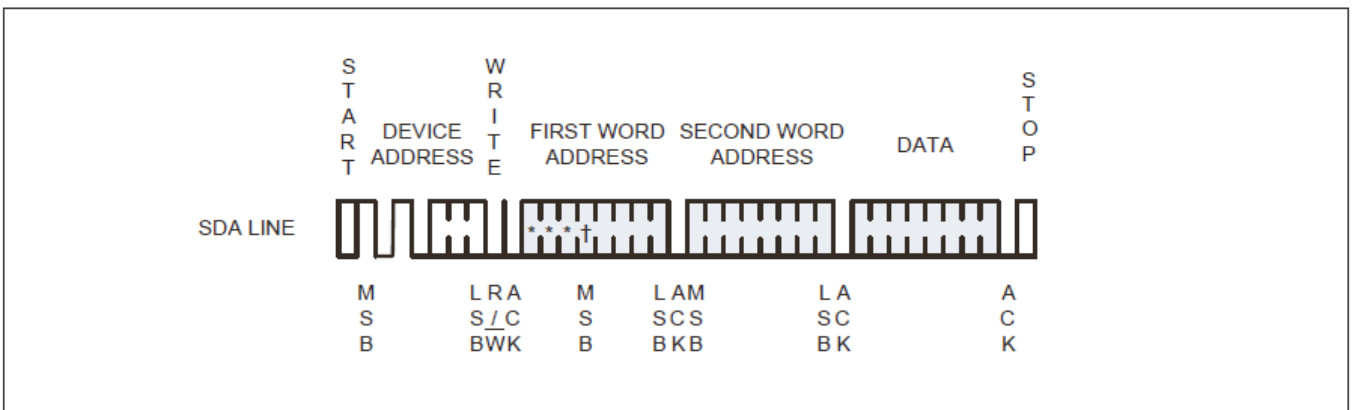 START
DEVICE
ADDRESS
WRITE
FIRST WORD
ADDRESS
SECOND WORD
ADDRESS
DATA
STOP
SDA LINE
* * * †
MSB
LSB
R/W
ACK
MSB
LSB
ACK
MSB
LSB
ACK
ACK